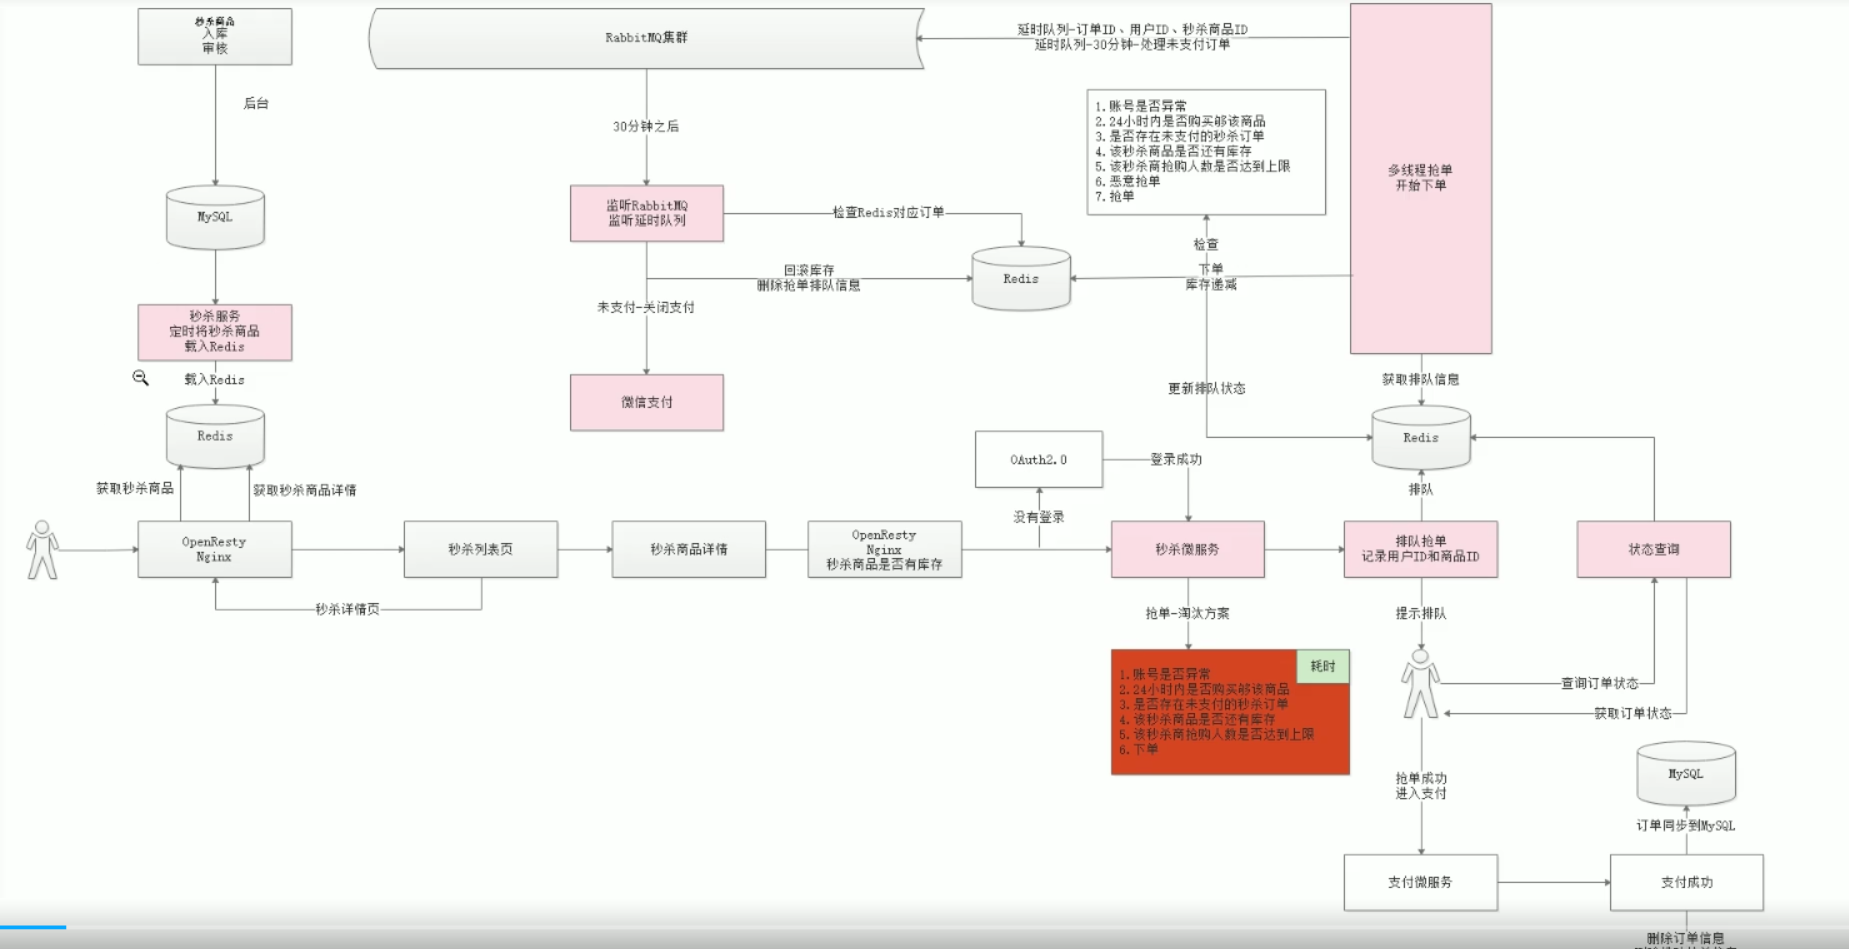 秒杀商品
入库
审核
后台
MySQL
秒杀服务
定时将秒杀商品
载入Redis
载入Redis
Redis
获取秒杀商品
获取秒杀商品详情
OpenResty
Nginx
秒杀详情页
秒杀列表页
秒杀商品详情
OpenResty
Nginx
秒杀商品是否有库存
RabbitMQ集群
延时队列-订单ID、用户ID、秒杀商品ID
延时队列-30分钟-处理未支付订单
30分钟之后
监听RabbitMQ
监听延时队列
检查Redis对应订单
回滚库存
删除抢单排队信息
Redis
未支付-关闭支付
微信支付
1. 账号是否异常
2. 24小时内是否购买够该商品
3. 是否存在未支付的秒杀订单
4. 该秒杀商品是否还有库存
5. 该秒杀商抢购人数是否达到上限
6. 恶意抢单
7. 抢单
检查
下单
库存递减
更新排队状态
多线程抢单
开始下单
获取排队信息
Redis
排队
OAuth2.0
登录成功
没有登录
秒杀微服务
排队抢单
记录用户ID和商品ID
状态查询
抢单-淘汰方案
耗时
1. 账号是否异常
2. 24小时内是否购买够该商品
3. 是否存在未支付的秒杀订单
4. 该秒杀商品是否还有库存
5. 该秒杀商抢购人数是否达到上限
6. 下单
提示排队
查询订单状态
获取订单状态
抢单成功
进入支付
MySQL
订单同步到MySQL
支付微服务
支付成功
删除订单信息